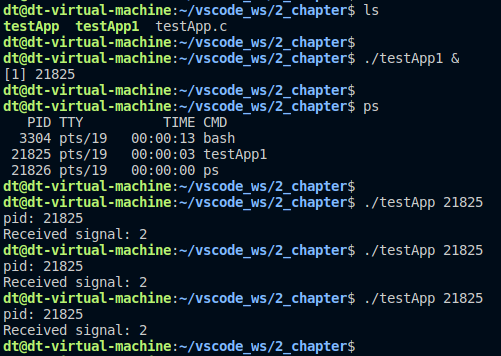 dt@dt-virtual-machine:~/vscode_ws/2_chapter$ ls
testApp  testApp1  testApp.c
dt@dt-virtual-machine:~/vscode_ws/2_chapter$
dt@dt-virtual-machine:~/vscode_ws/2_chapter$ ./testApp1 &
[1] 21825
dt@dt-virtual-machine:~/vscode_ws/2_chapter$
dt@dt-virtual-machine:~/vscode_ws/2_chapter$ ps
   PID TTY          TIME CMD
  3304 pts/19   00:00:13 bash
 21825 pts/19   00:00:03 testApp1
 21826 pts/19   00:00:00 ps
dt@dt-virtual-machine:~/vscode_ws/2_chapter$
dt@dt-virtual-machine:~/vscode_ws/2_chapter$ ./testApp 21825
pid: 21825
Received signal: 2
dt@dt-virtual-machine:~/vscode_ws/2_chapter$ ./testApp 21825
pid: 21825
Received signal: 2
dt@dt-virtual-machine:~/vscode_ws/2_chapter$ ./testApp 21825
pid: 21825
Received signal: 2
dt@dt-virtual-machine:~/vscode_ws/2_chapter$